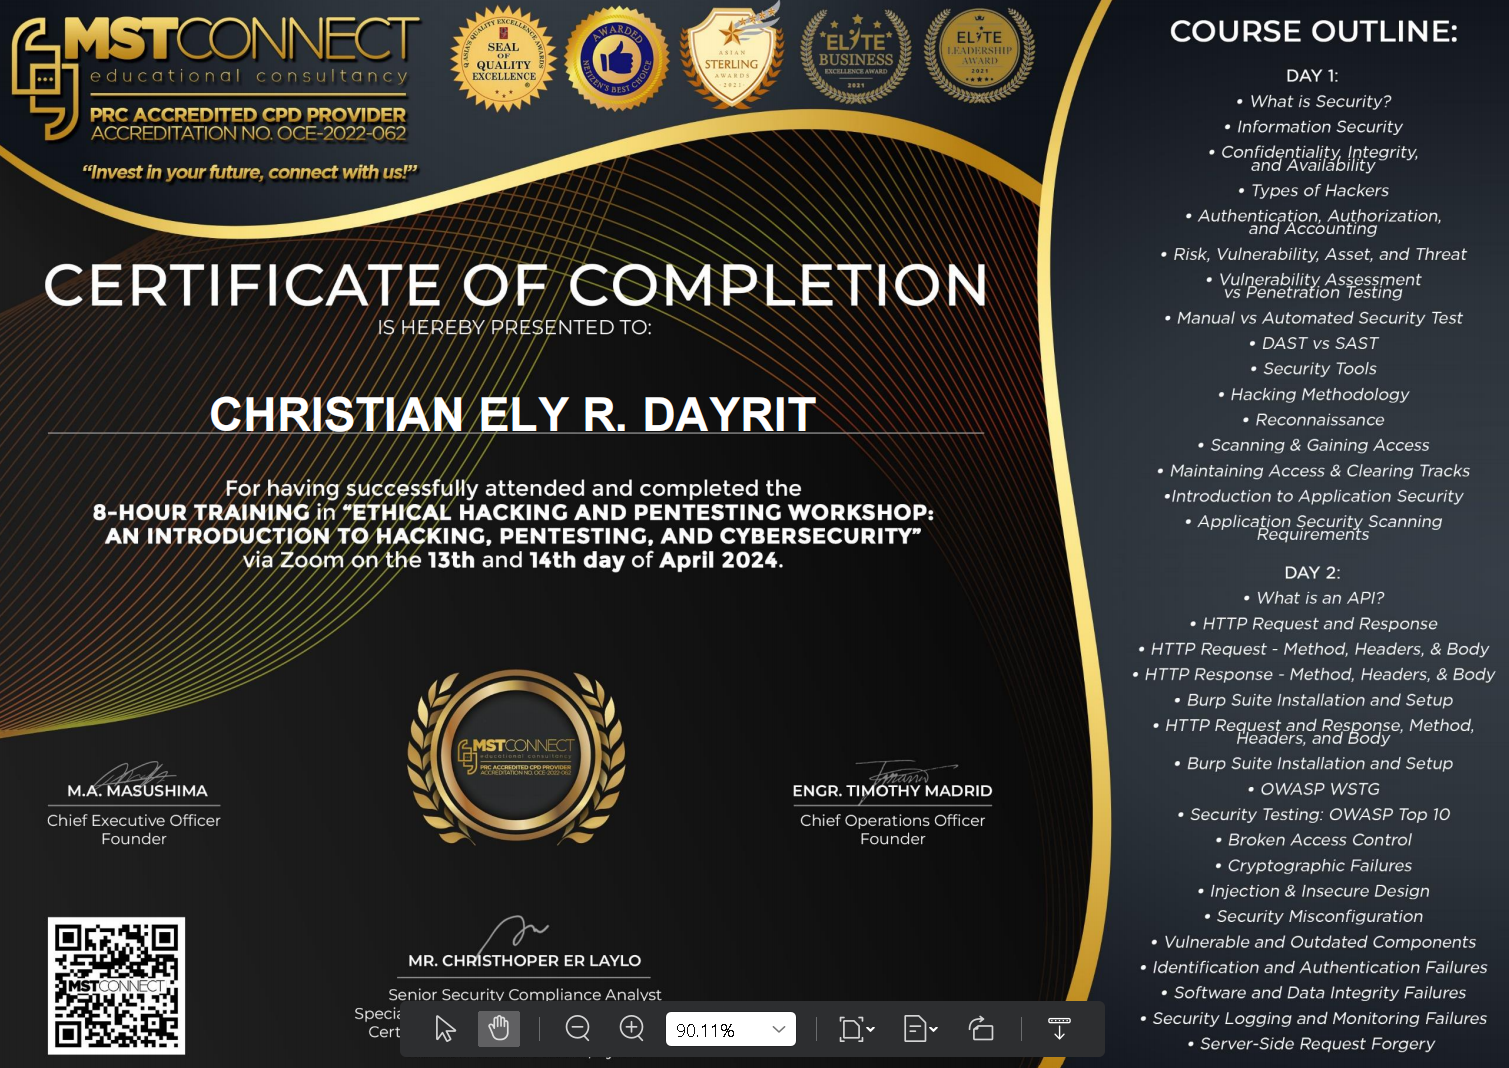 MSTCONNECT
educational consultancy
PRC ACCREDITED CPD PROVIDER
ACCREDITATION NO. OCE-2022-062
“Invest in your future, connect with us!”
ASIA'S QUALITY EXCELLENCE AWARDS
SEAL
OF
QUALITY
EXCELLENCE
AWARDED
NETIZEN'S BEST CHOICE
ASIAN
STERLING
AWARDS
2021
ELITE
BUSINESS
EXCELLENCE AWARD
2021
ELITE
LEADERSHIP
AWARD
2021
CERTIFICATE OF COMPLETION
IS HEREBY PRESENTED TO:
CHRISTIAN ELY R. DAYRIT
For having successfully attended and completed the
8-HOUR TRAINING in “ETHICAL HACKING AND PENTESTING WORKSHOP:
AN INTRODUCTION TO HACKING, PENTESTING, AND CYBERSECURITY”
via Zoom on the 13th and 14th day of April 2024.
MSTCONNECT
educational consultancy
PRC ACCREDITED CPD PROVIDER
ACCREDITATION NO. OCE-2022-062
M.A. MASUSHIMA
Chief Executive Officer
Founder
ENGR. TIMOTHY MADRID
Chief Operations Officer
Founder
MSTCONNECT
MR. CHRISTHOPER ER LAYLO
Senior Security Compliance Analyst
90.11%
COURSE OUTLINE:
DAY 1:
• What is Security?
• Information Security
• Confidentiality, Integrity,
and Availability
• Types of Hackers
• Authentication, Authorization,
and Accounting
• Risk, Vulnerability, Asset, and Threat
• Vulnerability Assessment
vs Penetration Testing
• Manual vs Automated Security Test
• DAST vs SAST
• Security Tools
• Hacking Methodology
• Reconnaissance
• Scanning & Gaining Access
• Maintaining Access & Clearing Tracks
•Introduction to Application Security
• Application Security Scanning
Requirements
DAY 2:
• What is an API?
• HTTP Request and Response
• HTTP Request - Method, Headers, & Body
• HTTP Response - Method, Headers, & Body
• Burp Suite Installation and Setup
• HTTP Request and Response, Method,
Headers, and Body
• Burp Suite Installation and Setup
• OWASP WSTG
• Security Testing: OWASP Top 10
• Broken Access Control
• Cryptographic Failures
• Injection & Insecure Design
• Security Misconfiguration
• Vulnerable and Outdated Components
• Identification and Authentication Failures
• Software and Data Integrity Failures
• Security Logging and Monitoring Failures
• Server-Side Request Forgery